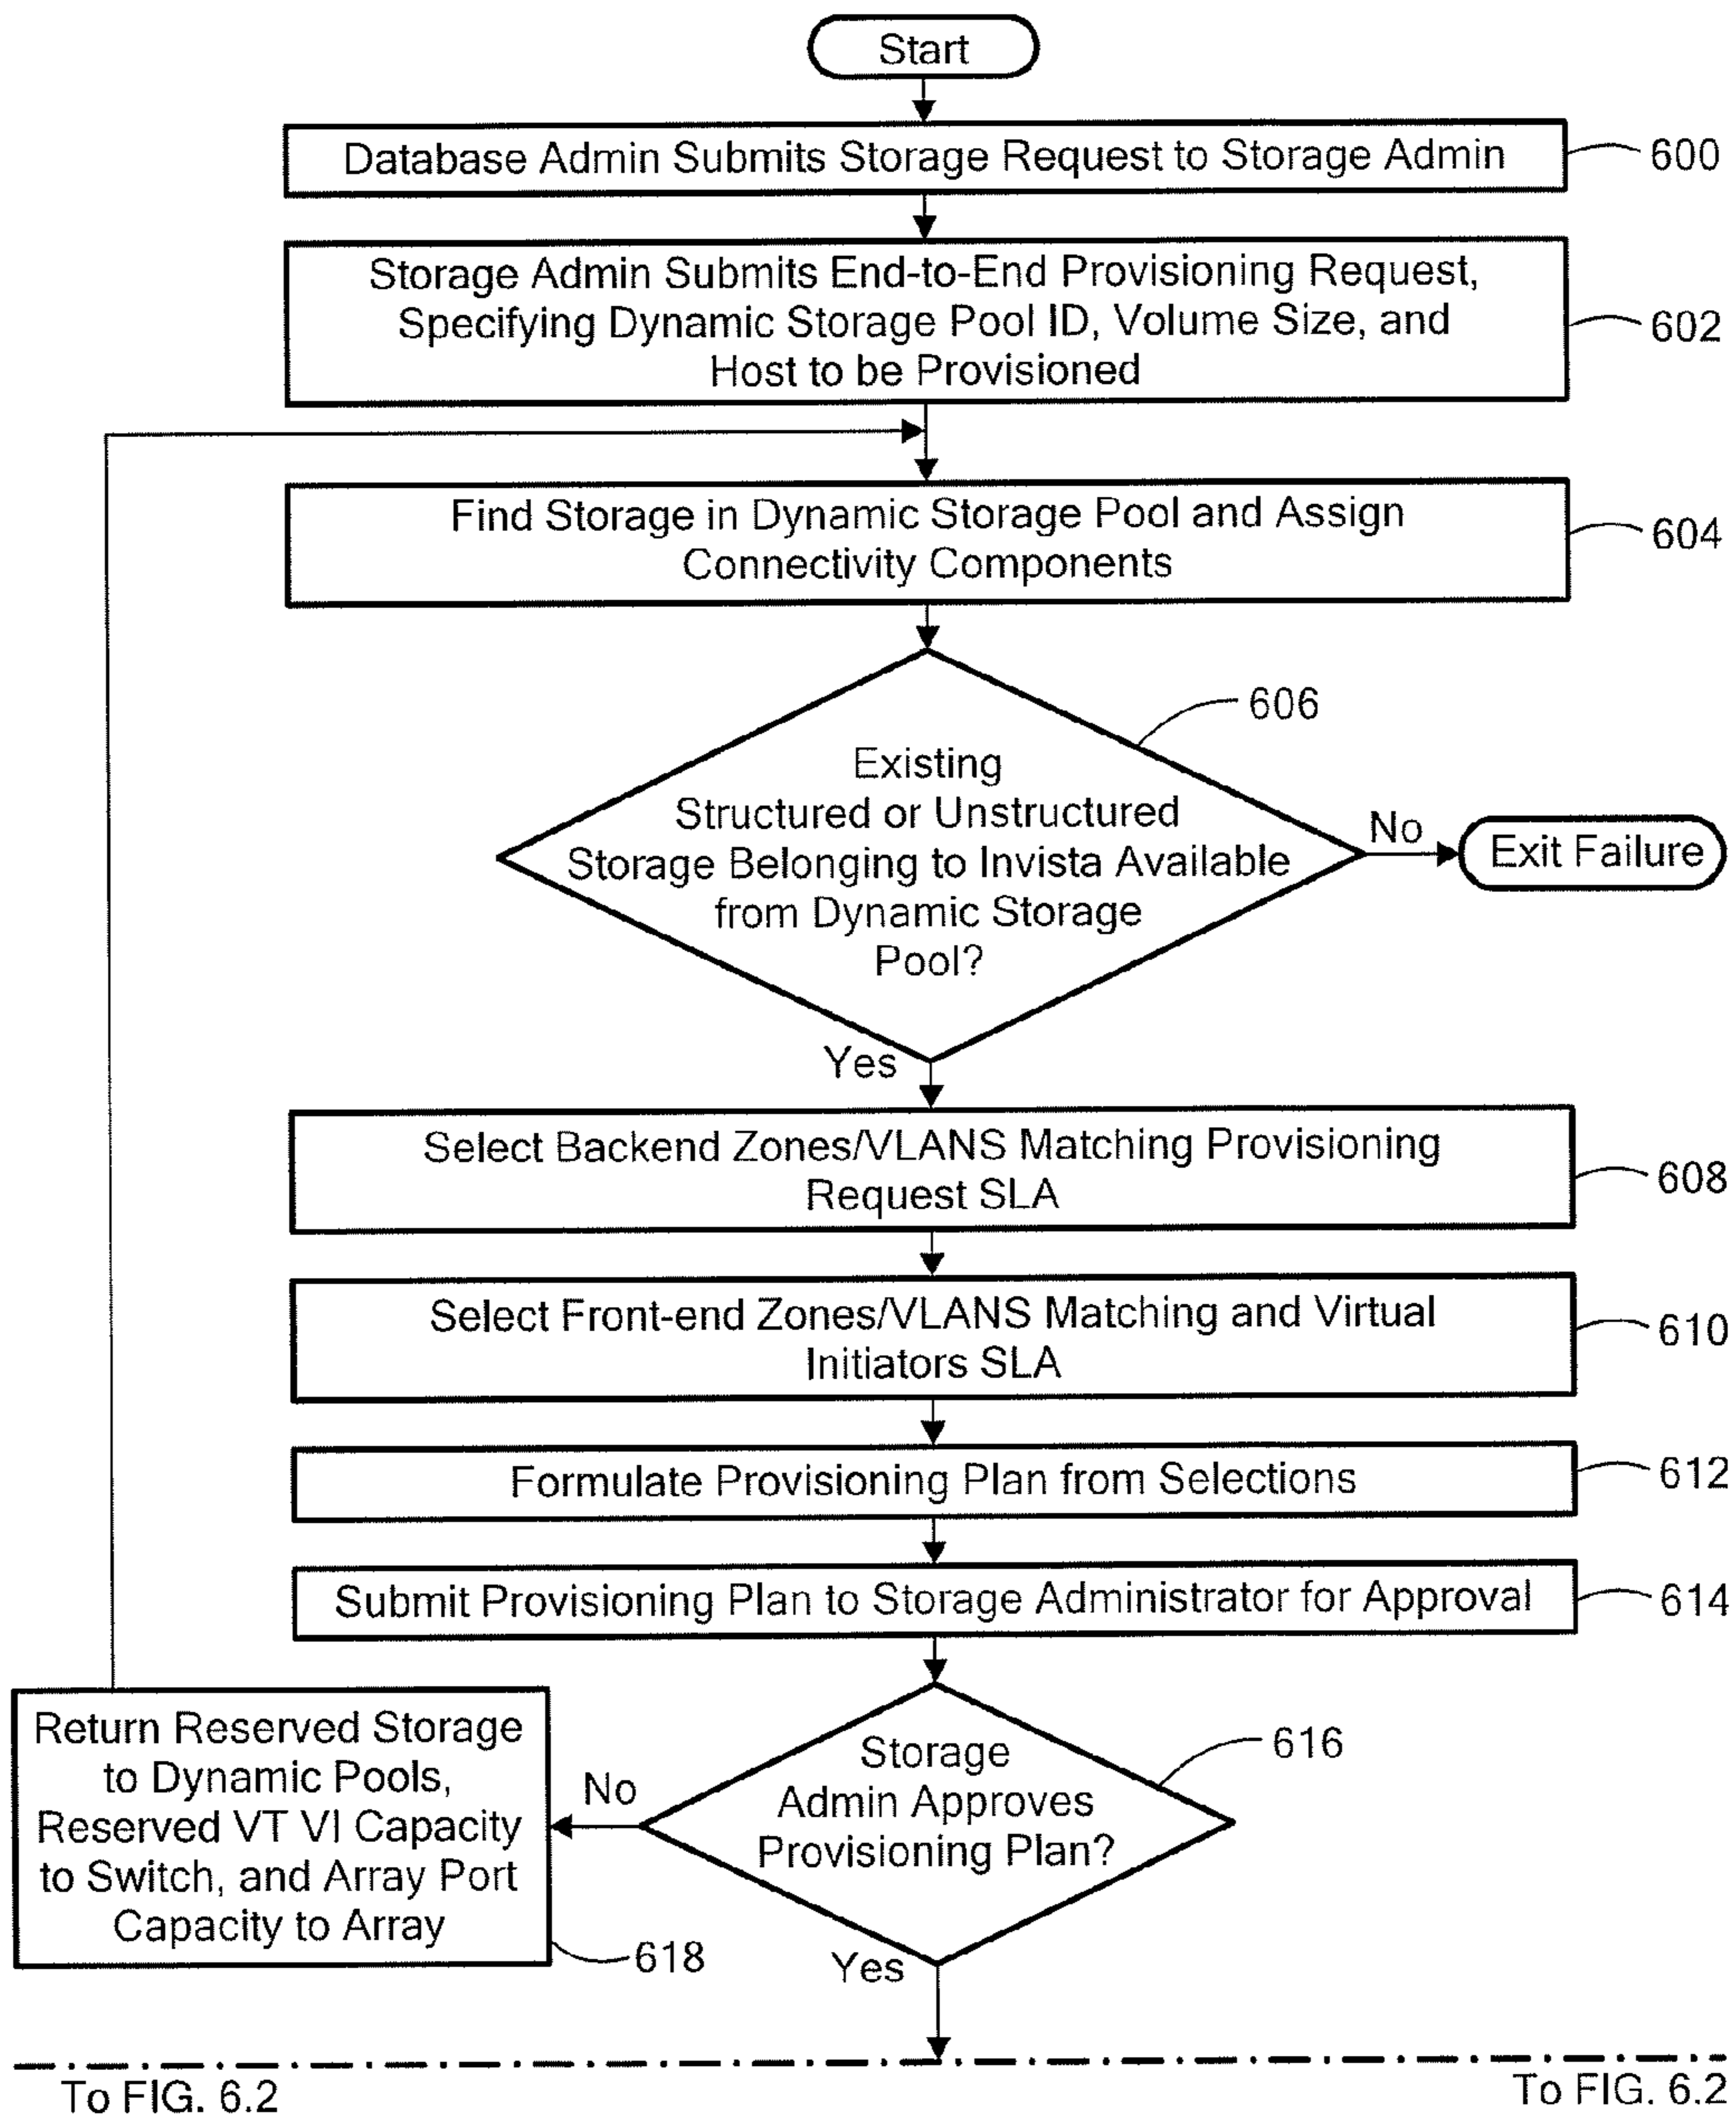 Start
Database Admin Submits Storage Request to Storage Admin
600
Storage Admin Submits End-to-End Provisioning Request,
Specifying Dynamic Storage Pool ID, Volume Size, and
Host to be Provisioned
602
Find Storage in Dynamic Storage Pool and Assign
Connectivity Components
604
606
Existing
Structured or Unstructured
Storage Belonging to Invista Available
from Dynamic Storage
Pool?
No
Exit Failure
Yes
Select Backend Zones/VLANS Matching Provisioning
Request SLA
608
Select Front-end Zones/VLANS Matching and Virtual
Initiators SLA
610
Formulate Provisioning Plan from Selections
612
Submit Provisioning Plan to Storage Administrator for Approval
614
616
Storage
Admin Approves
Provisioning Plan?
No
Return Reserved Storage
to Dynamic Pools,
Reserved VT VI Capacity
to Switch, and Array Port
Capacity to Array
618
Yes
To FIG. 6.2
To FIG. 6.2